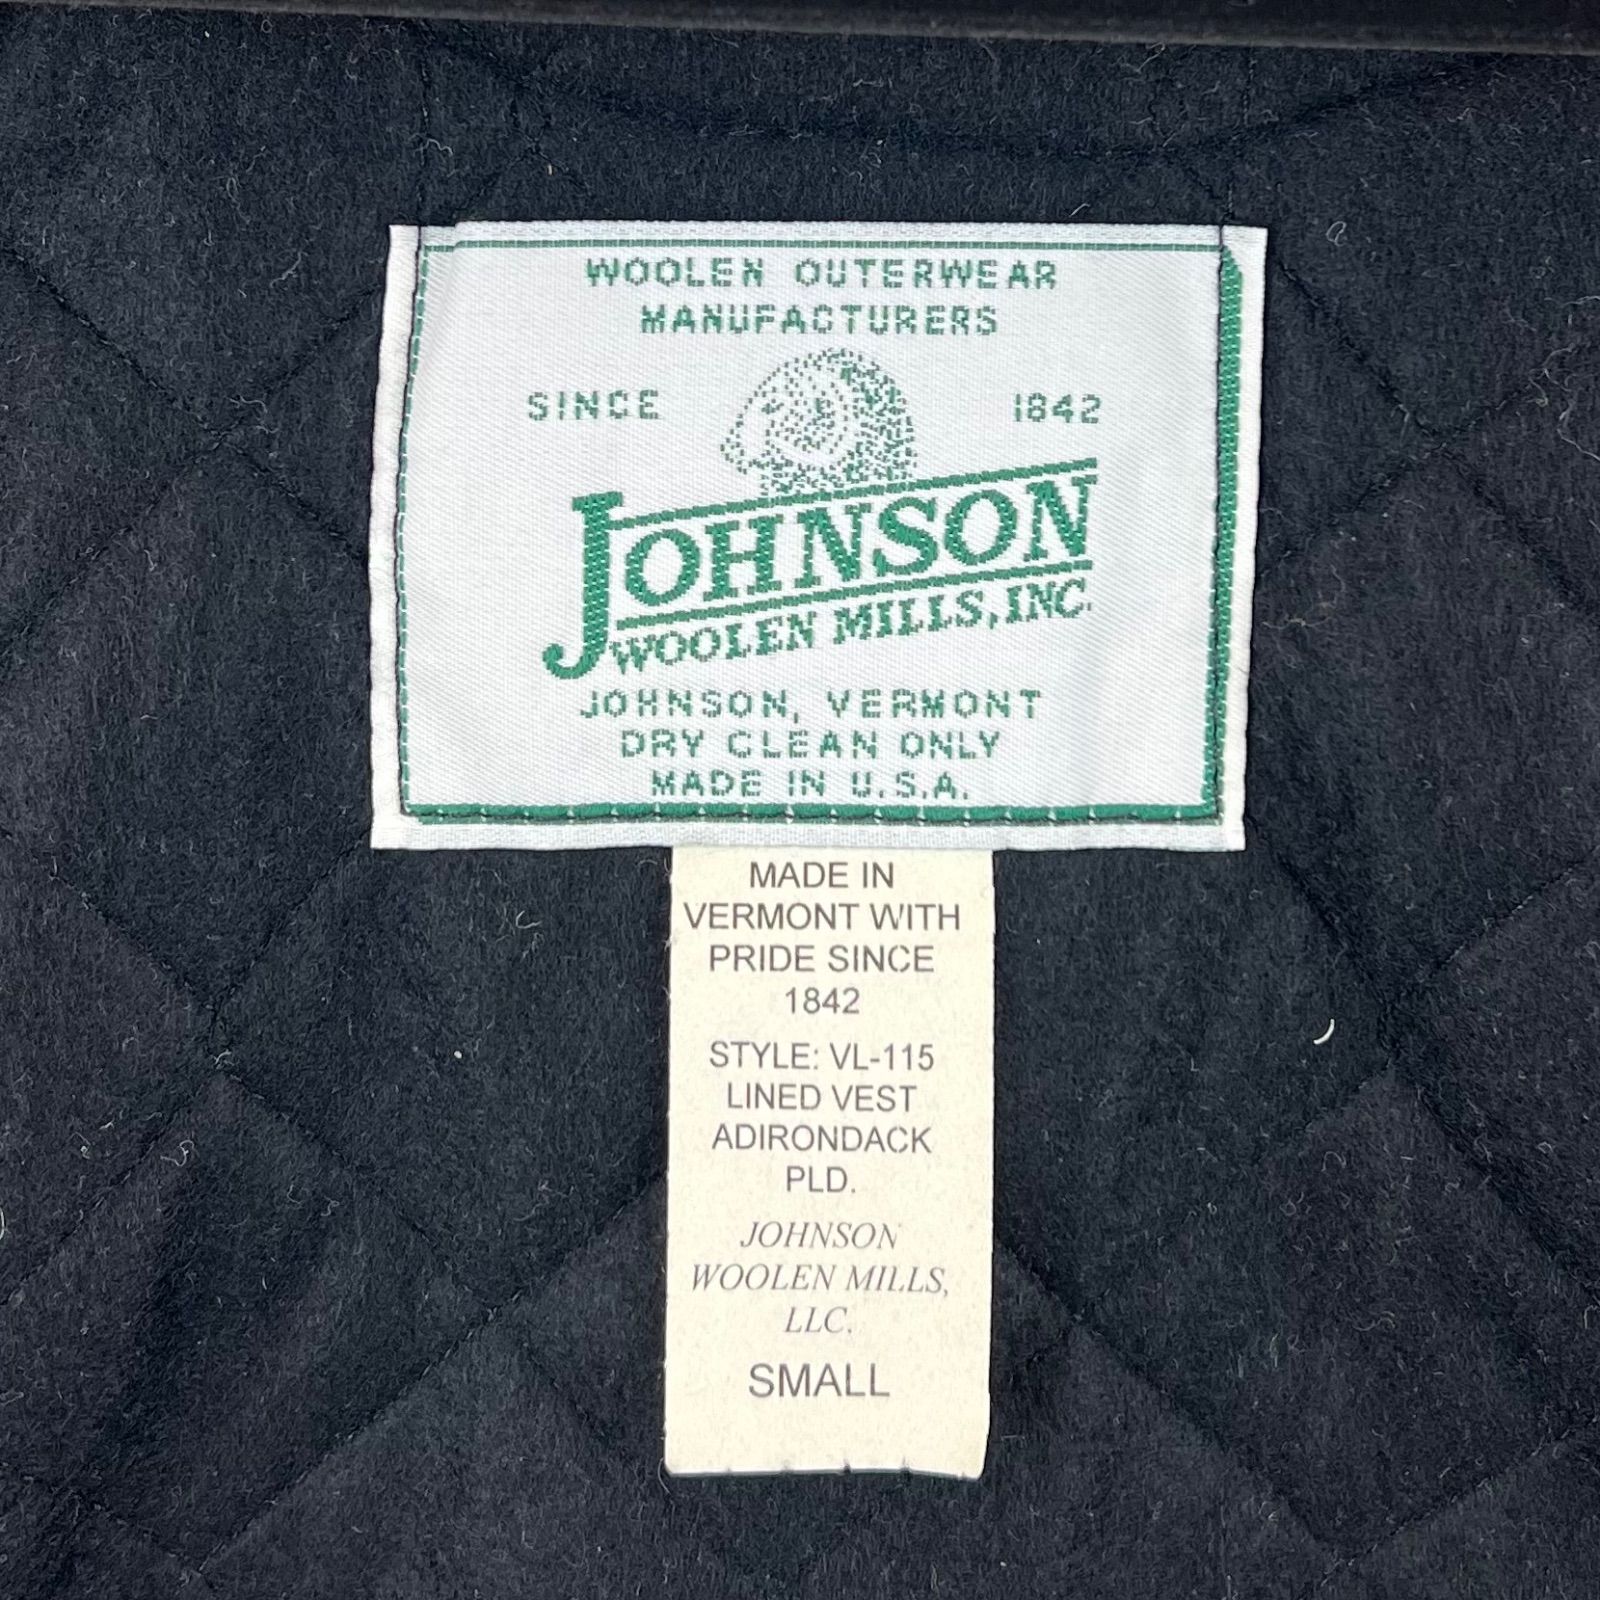 WOOLEN OUTERWEAR
MANUFACTURERS
SINCE 1842
JOHNSON
WOOLEN MILLS, INC.
JOHNSON, VERMONT
DRY CLEAN ONLY
MADE IN U.S.A.
MADE IN
VERMONT WITH
PRIDE SINCE
1842
STYLE: VL-115
LINED VEST
ADIRONDACK
PLD.
JOHNSON
WOOLEN MILLS,
LLC.
SMALL